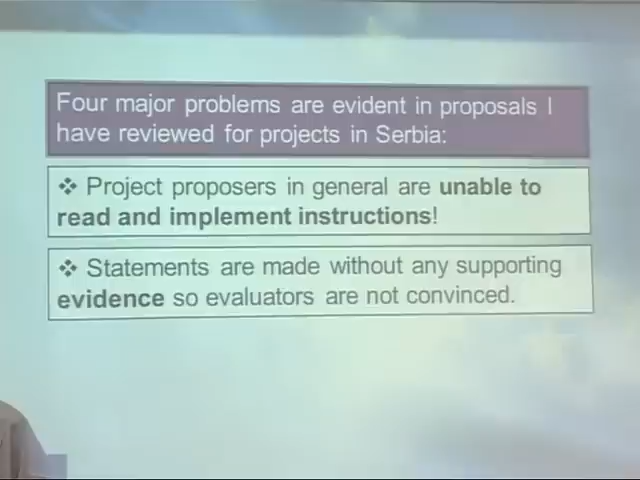 Four major problems are evident in proposals I
have reviewed for projects in Serbia:
❖ Project proposers in general are unable to
read and implement instructions!
❖ Statements are made without any supporting
evidence so evaluators are not convinced.